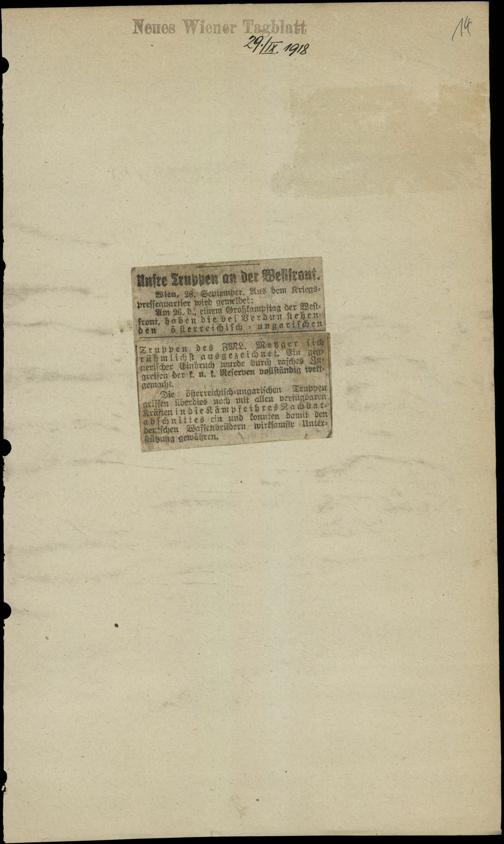 Neues Wiener Tagblatt
29./IX. 1918
14
Unsre Truppen an der Westfront.
Wien, 28. September. Aus dem Kriegs-
pressequartier wird gemeldet:
Am 26. d., einem Großkampftag der West-
front, haben die bei Verdun stehen-
den österreichisch-ungarischen
Truppen des FML. Metzger sich
rühmlichst ausgezeichnet. Ein geg-
nerischer Einbruch wurde durch rasches Zu-
greifen der k. u. k. Reserven vollständig wett-
gemacht.
Die österreichisch-ungarischen Truppen
griffen überdies noch mit allen verfügbaren
Kräften in die Kämpfe ihres Nachbar-
abschnittes ein und konnten damit den
deutschen Waffenbrüdern wirksamste Unter-
stützung gewähren.